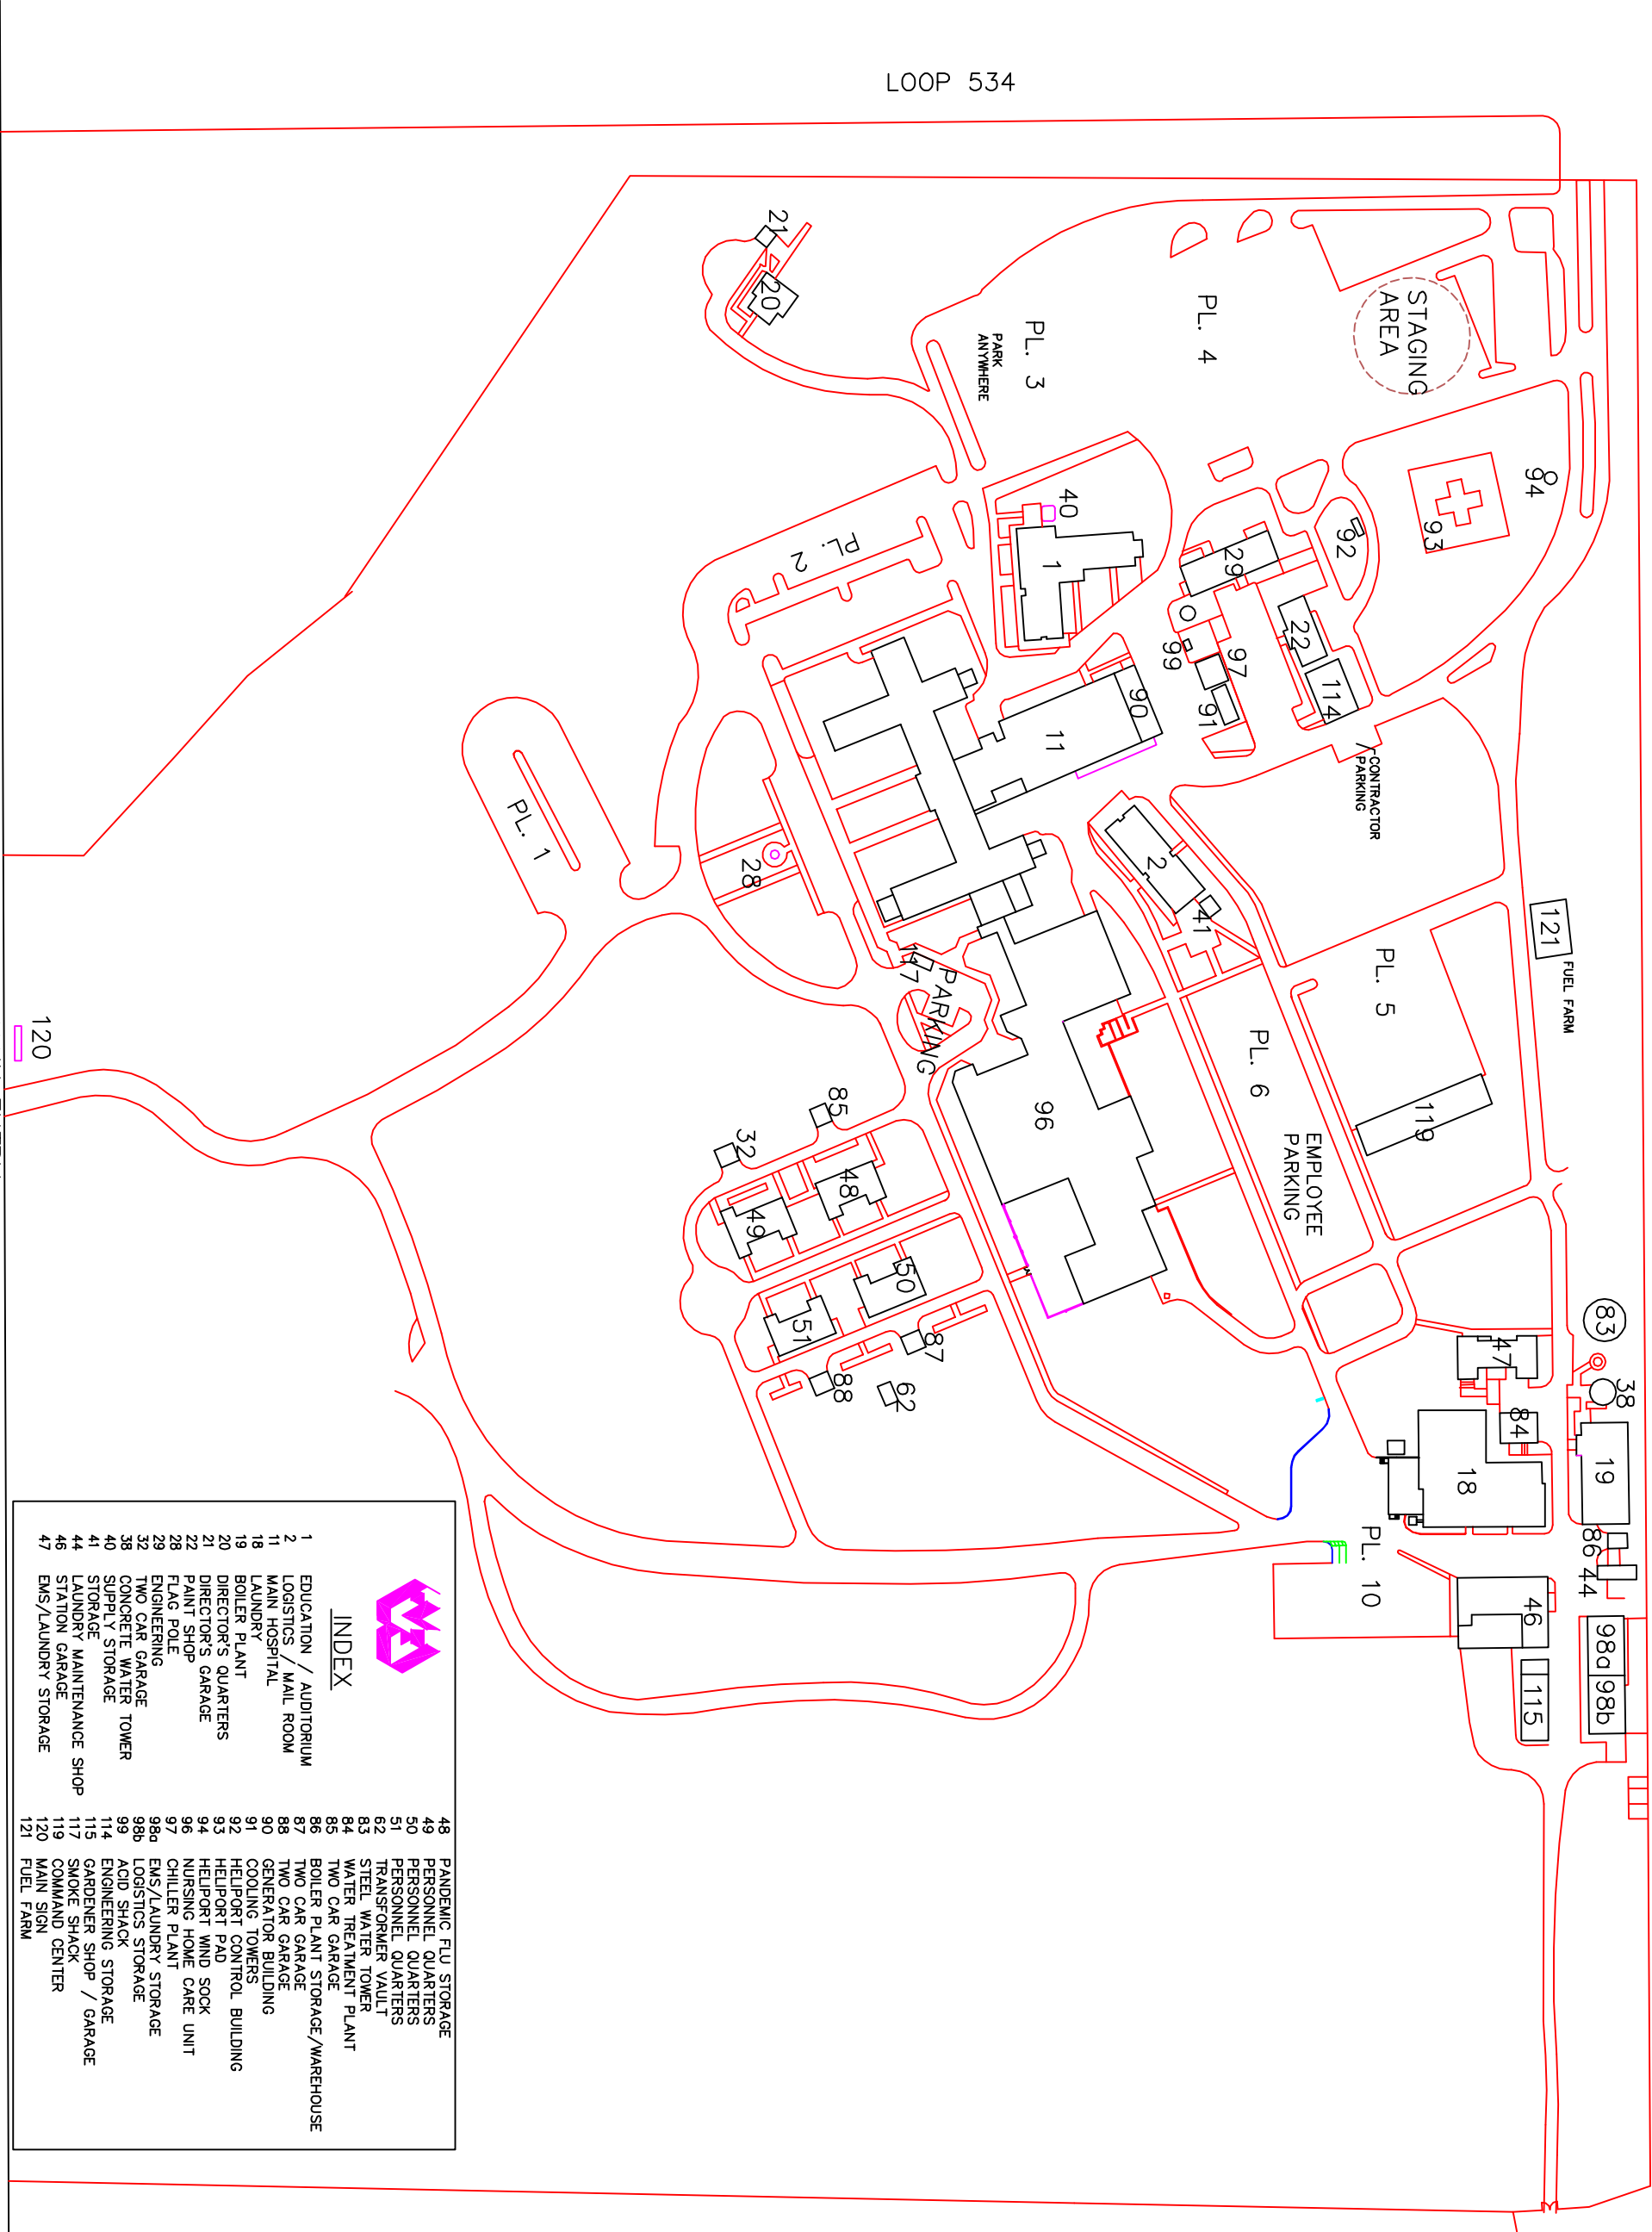 LOOP 534
STAGING
AREA
94
93
PL. 4
PL. 3
PARK
ANYWHERE
21
20
92
29
22
114
97
99
91
40
1
90
11
PL. 2
CONTRACTOR
PARKING
2
41
PL. 5
121
FUEL FARM
119
PL. 6
EMPLOYEE
PARKING
28
PL. 1
117
PARKING
96
85
32
48
49
50
51
87
88
62
120
83
38
47
84
18
19
86
44
PL. 10
46
98a
98b
115
INDEX
1 EDUCATION / AUDITORIUM
2 LOGISTICS / MAIL ROOM
11 MAIN HOSPITAL
18 LAUNDRY
19 BOILER PLANT
20 DIRECTOR'S QUARTERS
21 DIRECTOR'S GARAGE
22 PAINT SHOP
28 FLAG POLE
29 ENGINEERING
32 TWO CAR GARAGE
38 CONCRETE WATER TOWER
40 SUPPLY STORAGE
41 STORAGE
44 LAUNDRY MAINTENANCE SHOP
46 STATION GARAGE
47 EMS/LAUNDRY STORAGE
48 PANDEMIC FLU STORAGE
49 PERSONNEL QUARTERS
50 PERSONNEL QUARTERS
51 PERSONNEL QUARTERS
62 TRANSFORMER VAULT
83 STEEL WATER TOWER
84 WATER TREATMENT PLANT
85 TWO CAR GARAGE
86 BOILER PLANT STORAGE/WAREHOUSE
87 TWO CAR GARAGE
88 TWO CAR GARAGE
90 GENERATOR BUILDING
91 COOLING TOWERS
92 HELIPORT CONTROL BUILDING
93 HELIPORT PAD
94 HELIPORT WIND SOCK
96 NURSING HOME CARE UNIT
97 CHILLER PLANT
98a EMS/LAUNDRY STORAGE
98b LOGISTICS STORAGE
99 ACID SHACK
114 ENGINEERING STORAGE
115 GARDENER SHOP / GARAGE
117 SMOKE SHACK
119 COMMAND CENTER
120 MAIN SIGN
121 FUEL FARM